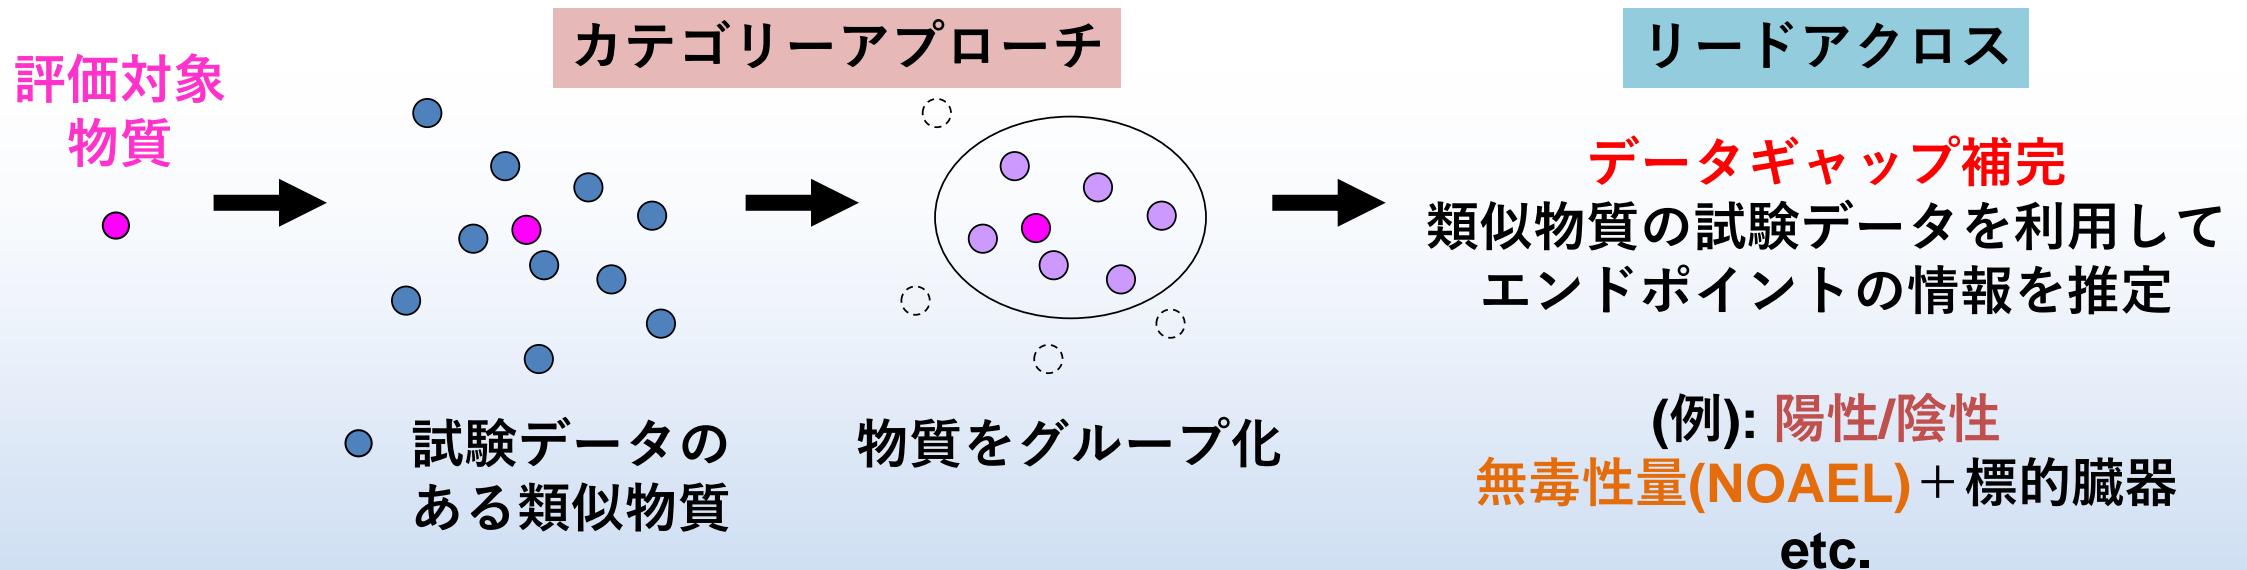 カテゴリーアプローチ
リードアクロス
評価対象
物質
データギャップ補完
類似物質の試験データを利用して
エンドポイントの情報を推定
試験データの
ある類似物質
物質をグループ化
(例): 陽性/陰性
無毒性量(NOAEL)＋標的臓器
etc.